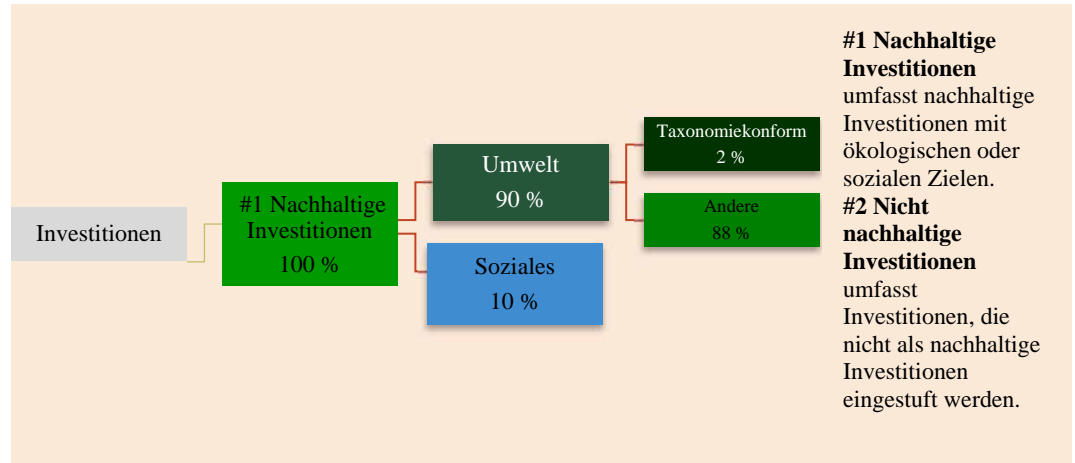 Investitionen
#1 Nachhaltige
Investitionen
100 %
Umwelt
90 %
Soziales
10 %
Taxonomiekonform
2 %
Andere
88 %
#1 Nachhaltige
Investitionen
umfasst nachhaltige
Investitionen mit
ökologischen oder
sozialen Zielen.
#2 Nicht
nachhaltige
Investitionen
umfasst
Investitionen, die
nicht als nachhaltige
Investitionen
eingestuft werden.